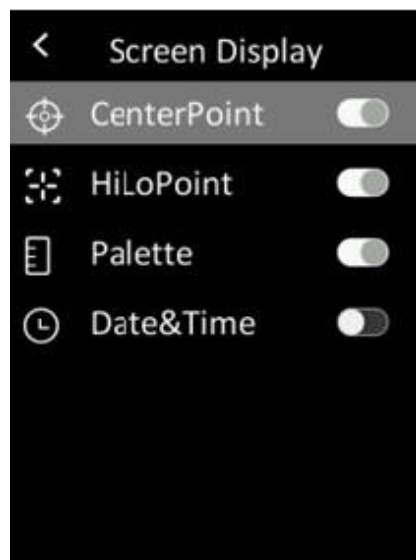 Screen Display
CenterPoint
HiLoPoint
Palette
Date&Time